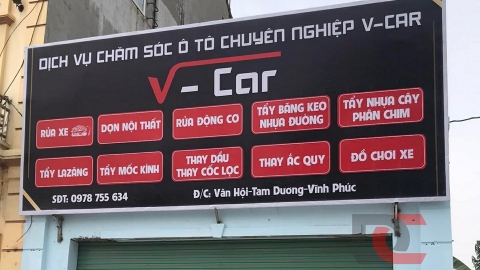 DỊCH VỤ CHĂM SÓC Ô TÔ CHUYÊN NGHIỆP V-CAR
V- Car
RỬA XE
DỌN NỘI THẤT
RỬA ĐỘNG CƠ
TẨY BĂNG KEO
NHỰA ĐƯỜNG
TẨY NHỰA CÂY
PHÂN CHIM
TẨY LAZĂNG
TẨY MỐC KÍNH
THAY DẦU
THAY CỐC LỌC
THAY ẮC QUY
ĐỒ CHƠI XE
SĐT: 0978 755 634
Đ/C: Vân Hội-Tam Dương-Vĩnh Phúc